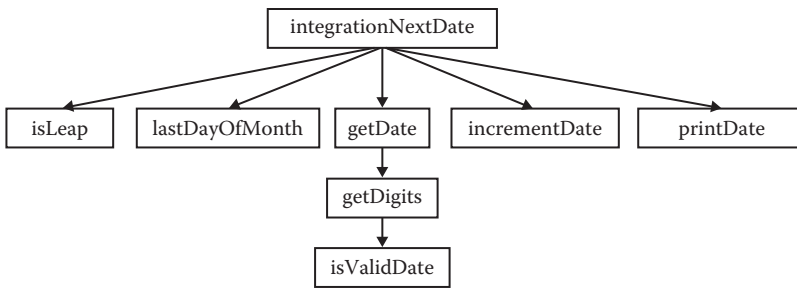 integrationNextDate
isLeap
lastDayOfMonth
getDate
incrementDate
printDate
getDigits
isValidDate